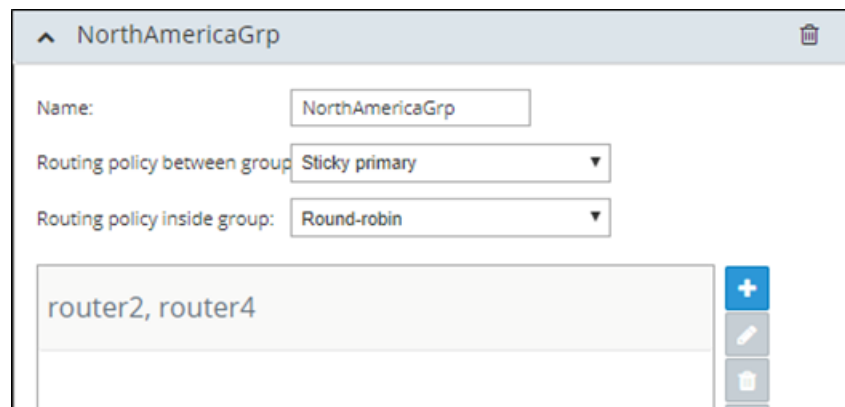 NorthAmericaGrp
Name: NorthAmericaGrp
Routing policy between group Sticky primary
Routing policy inside group: Round-robin
router2, router4